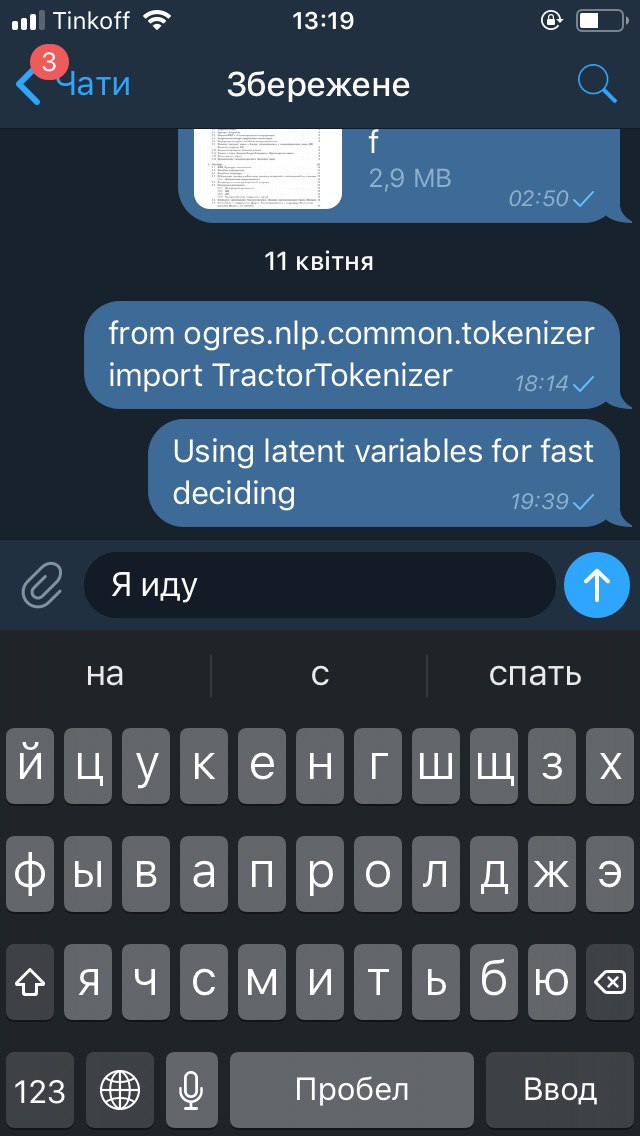 Tinkoff 13:19
3
Чати Збережене
f
2,9 MB
02:50
11 квітня
from ogres.nlp.common.tokenizer
import TractorTokenizer 18:14
Using latent variables for fast
deciding 19:39
Я иду
на с спать
й ц у к е н г ш щ з х
ф ы в а п р о л д ж э
я ч с м и т ь б ю
123 Пробел Ввод